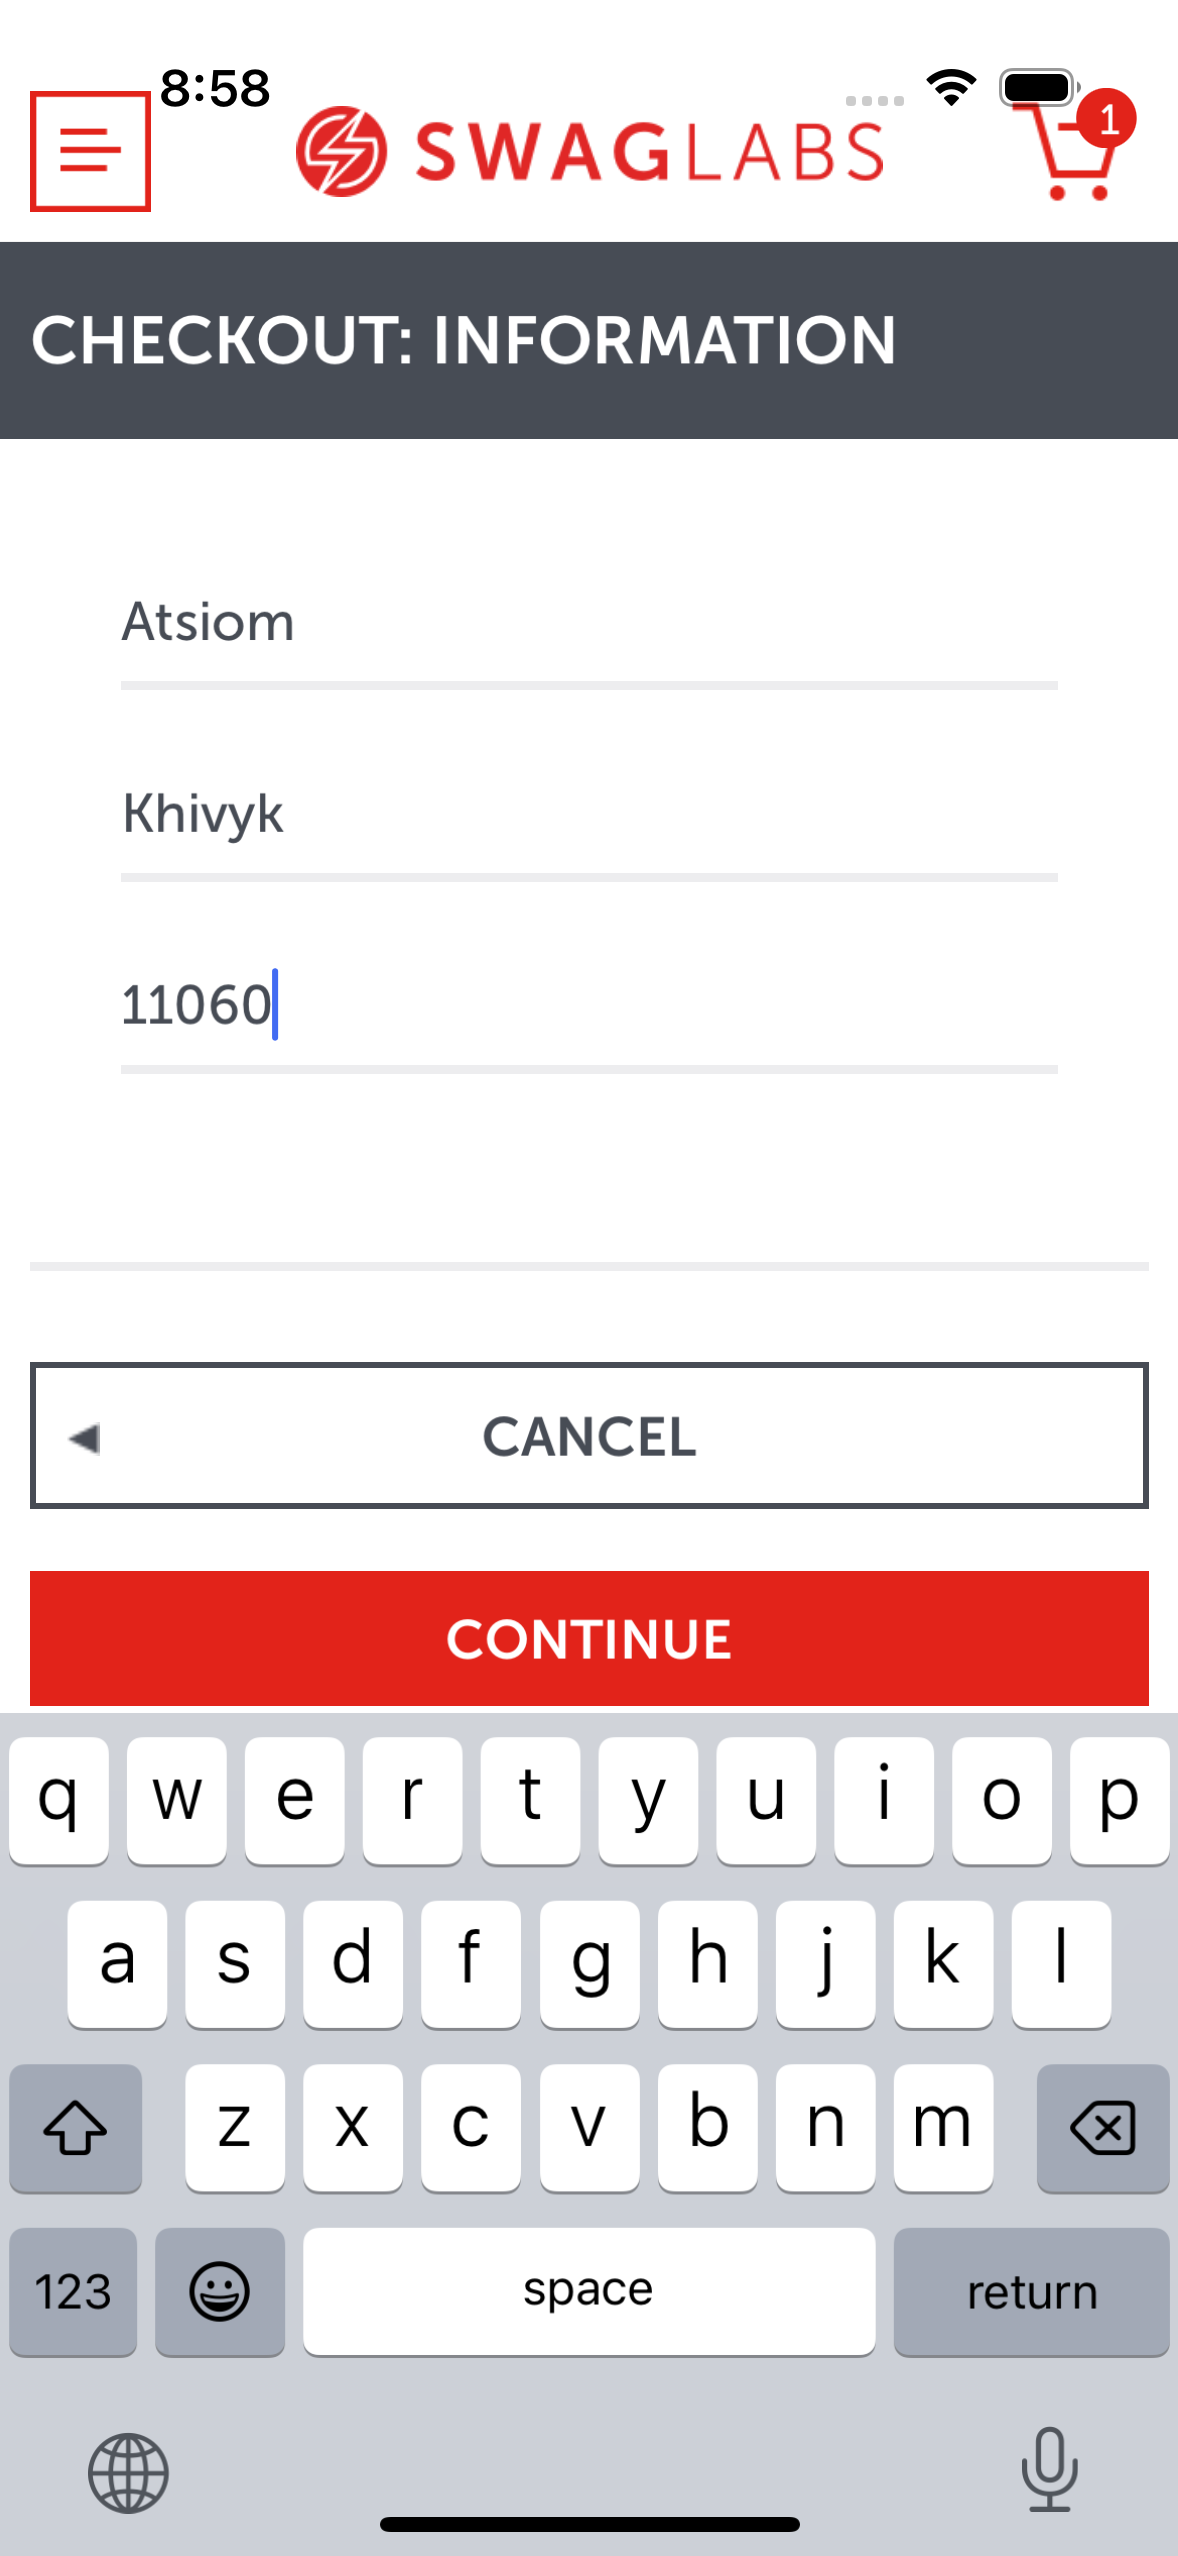 8:58
SWAGLABS
1
CHECKOUT: INFORMATION
Atsiom
Khivyk
11060
CANCEL
CONTINUE
q w e r t y u i o p
a s d f g h j k l
z x c v b n m
123 space return